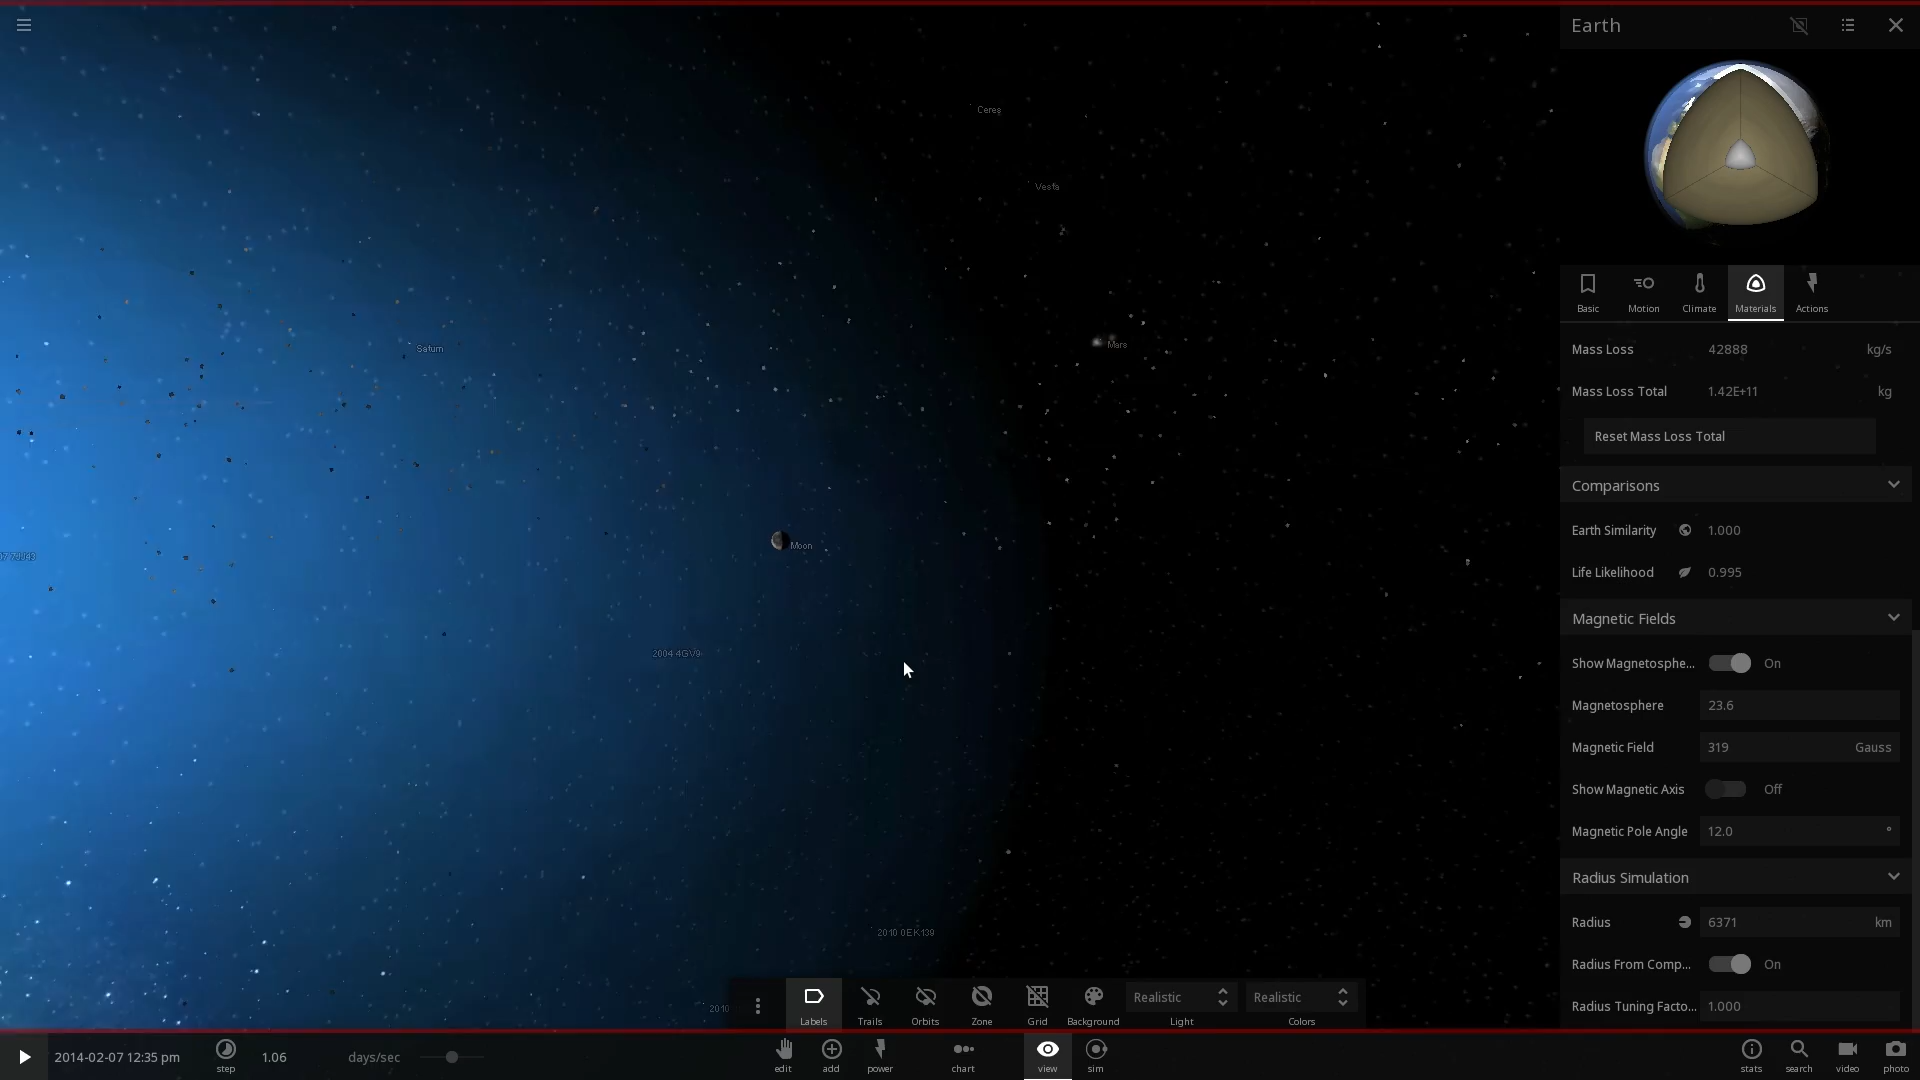 Earth
Ceres
Vesta
Mars
Saturn
Moon
2004 4GV9
2010 0EK139
2010
Basic
Motion
Climate
Materials
Actions
Mass Loss 42888 kg/s
Mass Loss Total 1.42E+11 kg
Reset Mass Loss Total
Comparisons
Earth Similarity 1.000
Life Likelihood 0.995
Magnetic Fields
Show Magnetosphe... On
Magnetosphere 23.6
Magnetic Field 319 Gauss
Show Magnetic Axis Off
Magnetic Pole Angle 12.0 °
Radius Simulation
Radius 6371 km
Radius From Comp... On
Radius Tuning Facto... 1.000
Labels
Trails
Orbits
Zone
Grid
Background
Realistic
Light
Realistic
Colors
2014-02-07 12:35 pm
step
1.06 days/sec
edit
add
power
chart
view
sim
stats
search
video
photo